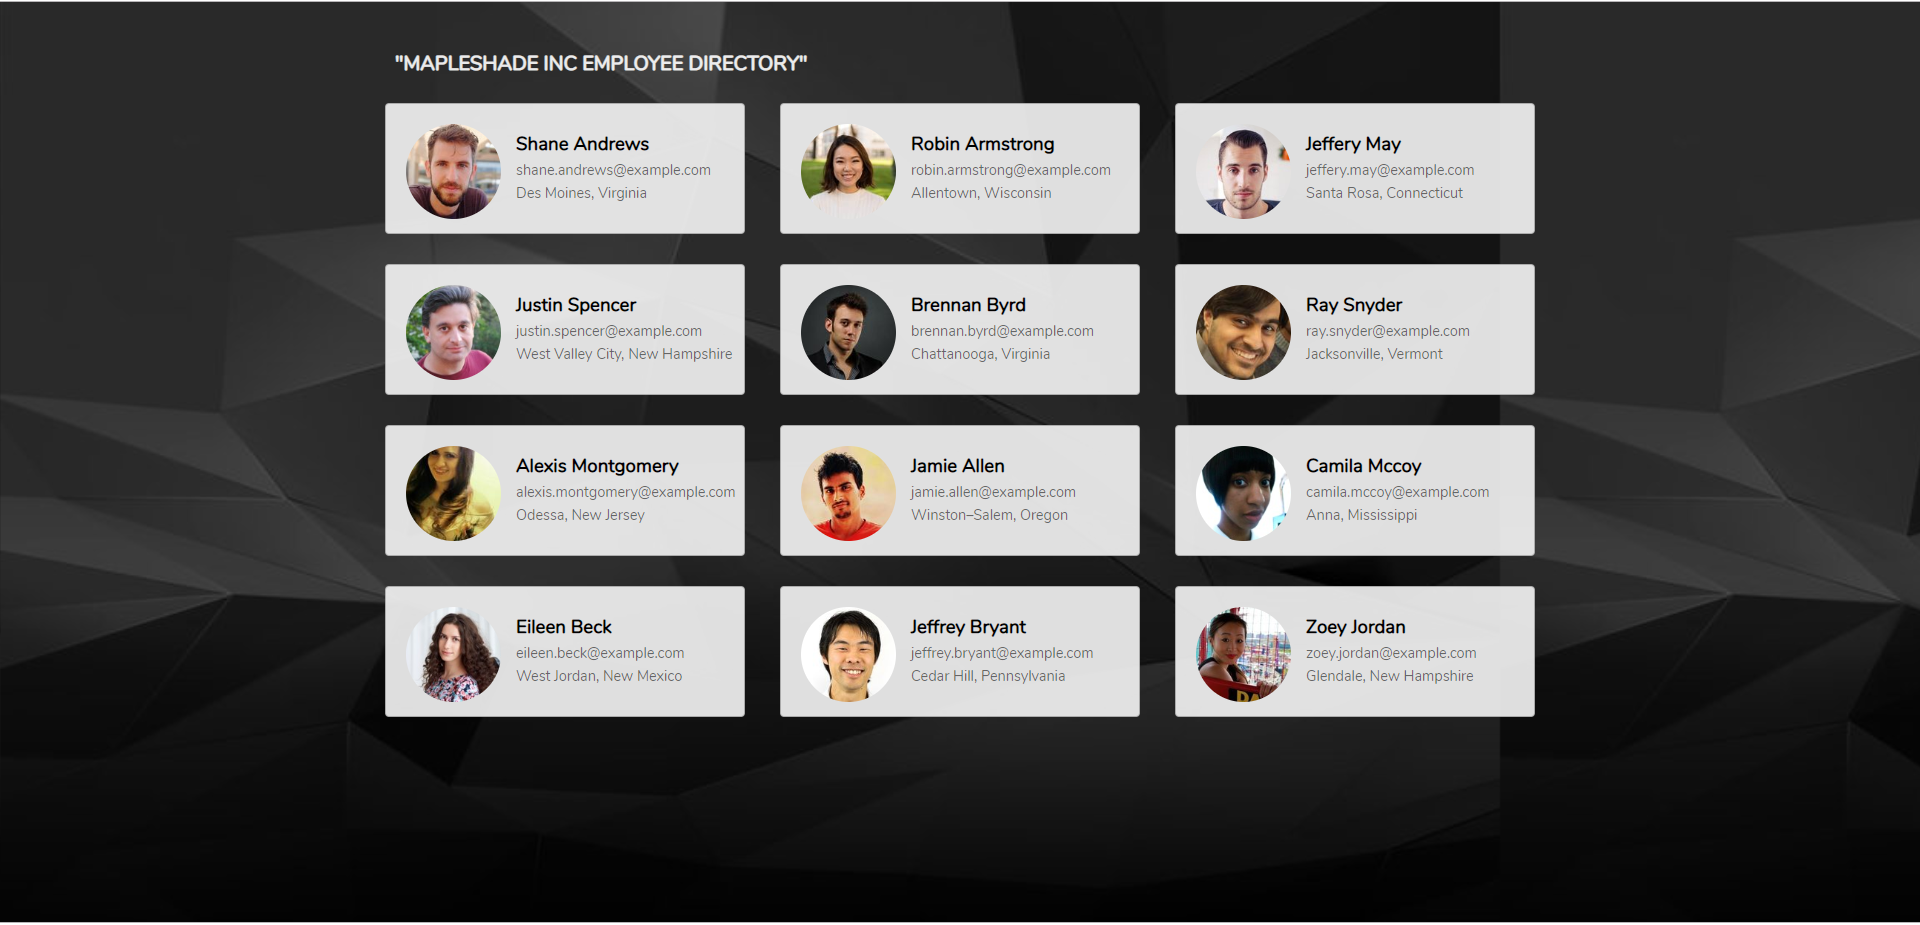 "MAPLESHADE INC EMPLOYEE DIRECTORY"
Shane Andrews
shane.andrews@example.com
Des Moines, Virginia
Robin Armstrong
robin.armstrong@example.com
Allentown, Wisconsin
Jeffery May
jeffery.may@example.com
Santa Rosa, Connecticut
Justin Spencer
justin.spencer@example.com
West Valley City, New Hampshire
Brennan Byrd
brennan.byrd@example.com
Chattanooga, Virginia
Ray Snyder
ray.snyder@example.com
Jacksonville, Vermont
Alexis Montgomery
alexis.montgomery@example.com
Odessa, New Jersey
Jamie Allen
jamie.allen@example.com
Winston–Salem, Oregon
Camila Mccoy
camila.mccoy@example.com
Anna, Mississippi
Eileen Beck
eileen.beck@example.com
West Jordan, New Mexico
Jeffrey Bryant
jeffrey.bryant@example.com
Cedar Hill, Pennsylvania
Zoey Jordan
zoey.jordan@example.com
Glendale, New Hampshire